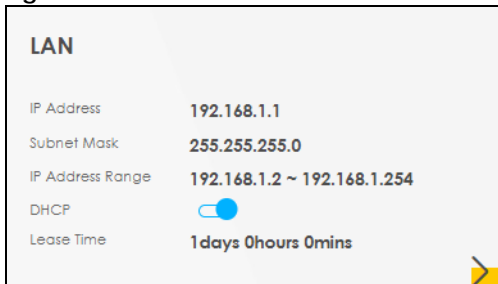 LAN
IP Address 192.168.1.1
Subnet Mask 255.255.255.0
IP Address Range 192.168.1.2 ~ 192.168.1.254
DHCP
Lease Time 1days 0hours 0mins